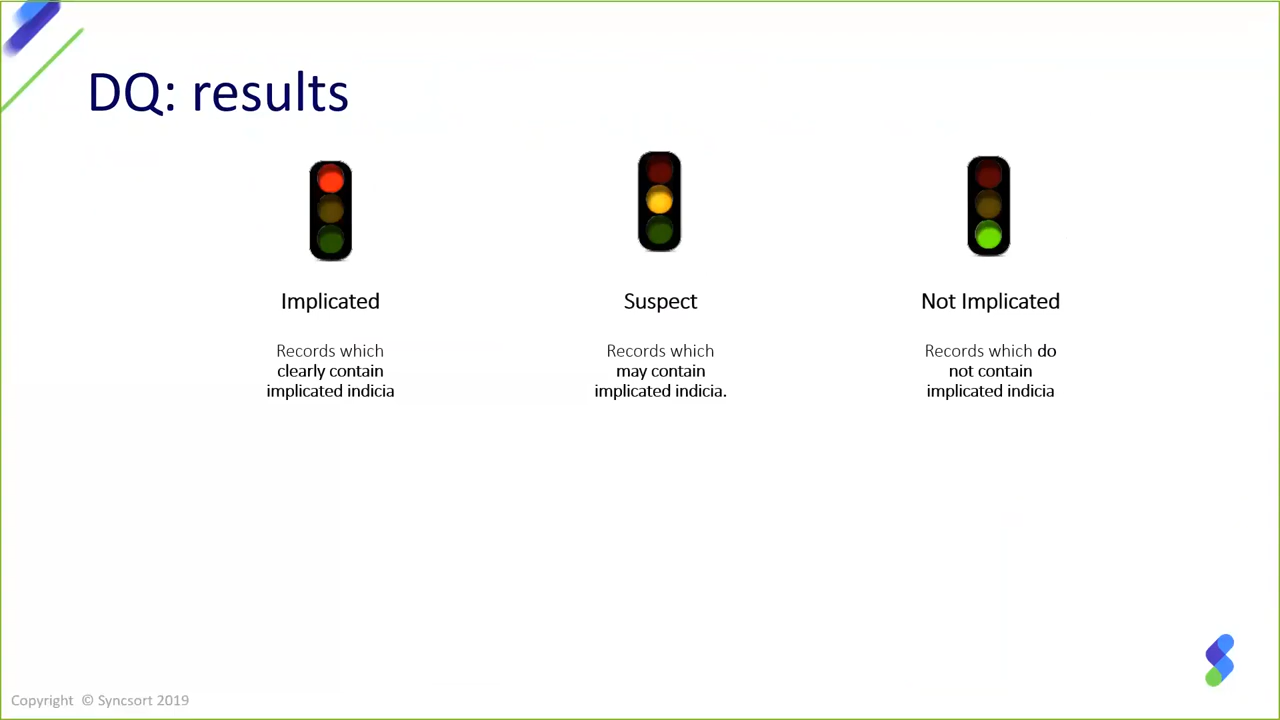 DQ: results
Implicated
Records which
clearly contain
implicated indicia
Suspect
Records which
may contain
implicated indicia.
Not Implicated
Records which do
not contain
implicated indicia
Copyright © Syncsort 2019